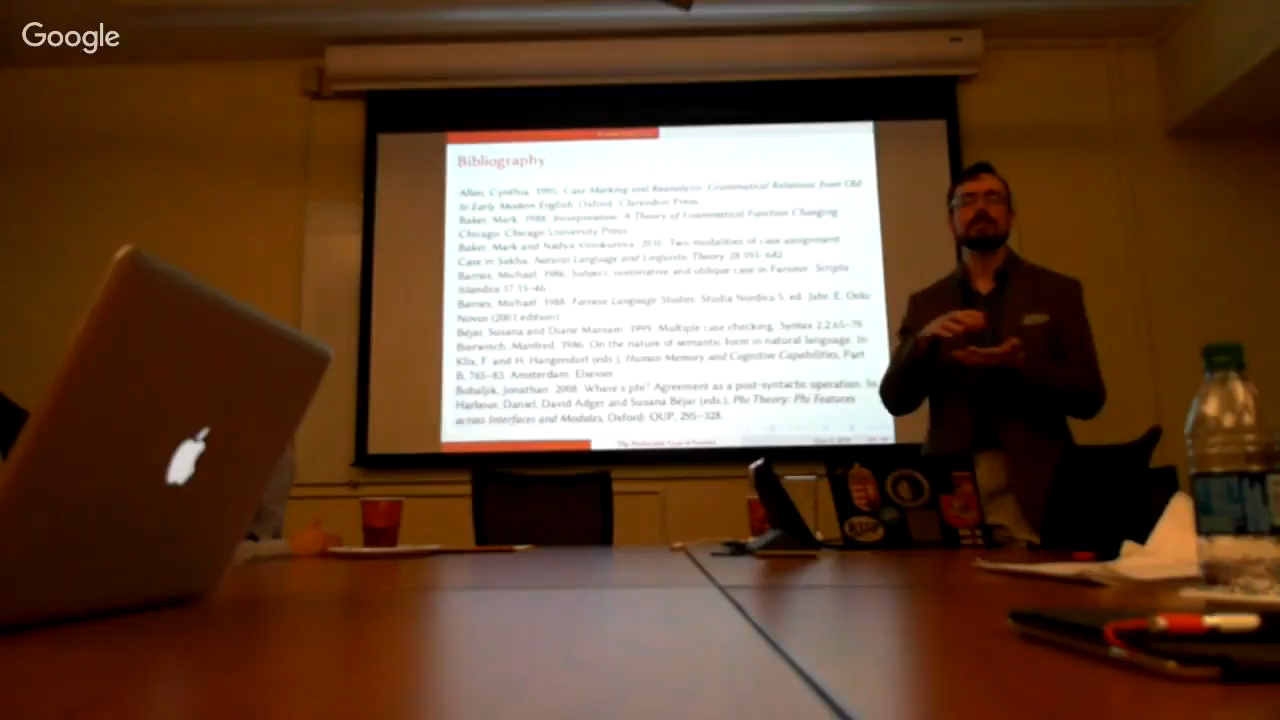 Google
Bibliography
Allen, Cynthia. 1995. Case Marking and Reanalysis: Grammatical Relations from Old
to Early Modern English. Oxford: Clarendon Press.
Baker, Mark. 1988. Incorporation: A Theory of Grammatical Function Changing.
Chicago: Chicago University Press.
Baker, Mark and Nadya Vinokurova. 2010. Two modalities of case assignment:
Case in Sakha. Natural Language and Linguistic Theory 28:593–642.
Barnes, Michael. 1986. Subject, nominative and oblique case in Faroese. Scripta
Islandica 37:13–46.
Barnes, Michael. 1988. Faroese Language Studies. Studia Nordica 5, ed. Jahr, E. Oslo:
Novus (2001 edition).
Béjar, Susana and Diane Massam. 1999. Multiple case checking. Syntax 2.2:65–79.
Bierwisch, Manfred. 1986. On the nature of semantic form in natural language. In
Klix, F. and H. Hangendorf (eds.), Human Memory and Cognitive Capabilities, Part
B, 765–83. Amsterdam: Elsevier.
Bobaljik, Jonathan. 2008. Where's phi? Agreement as a post-syntactic operation. In
Harbour, Daniel, David Adger and Susana Béjar (eds.), Phi Theory: Phi Features
across Interfaces and Modules, Oxford: OUP, 295–328.